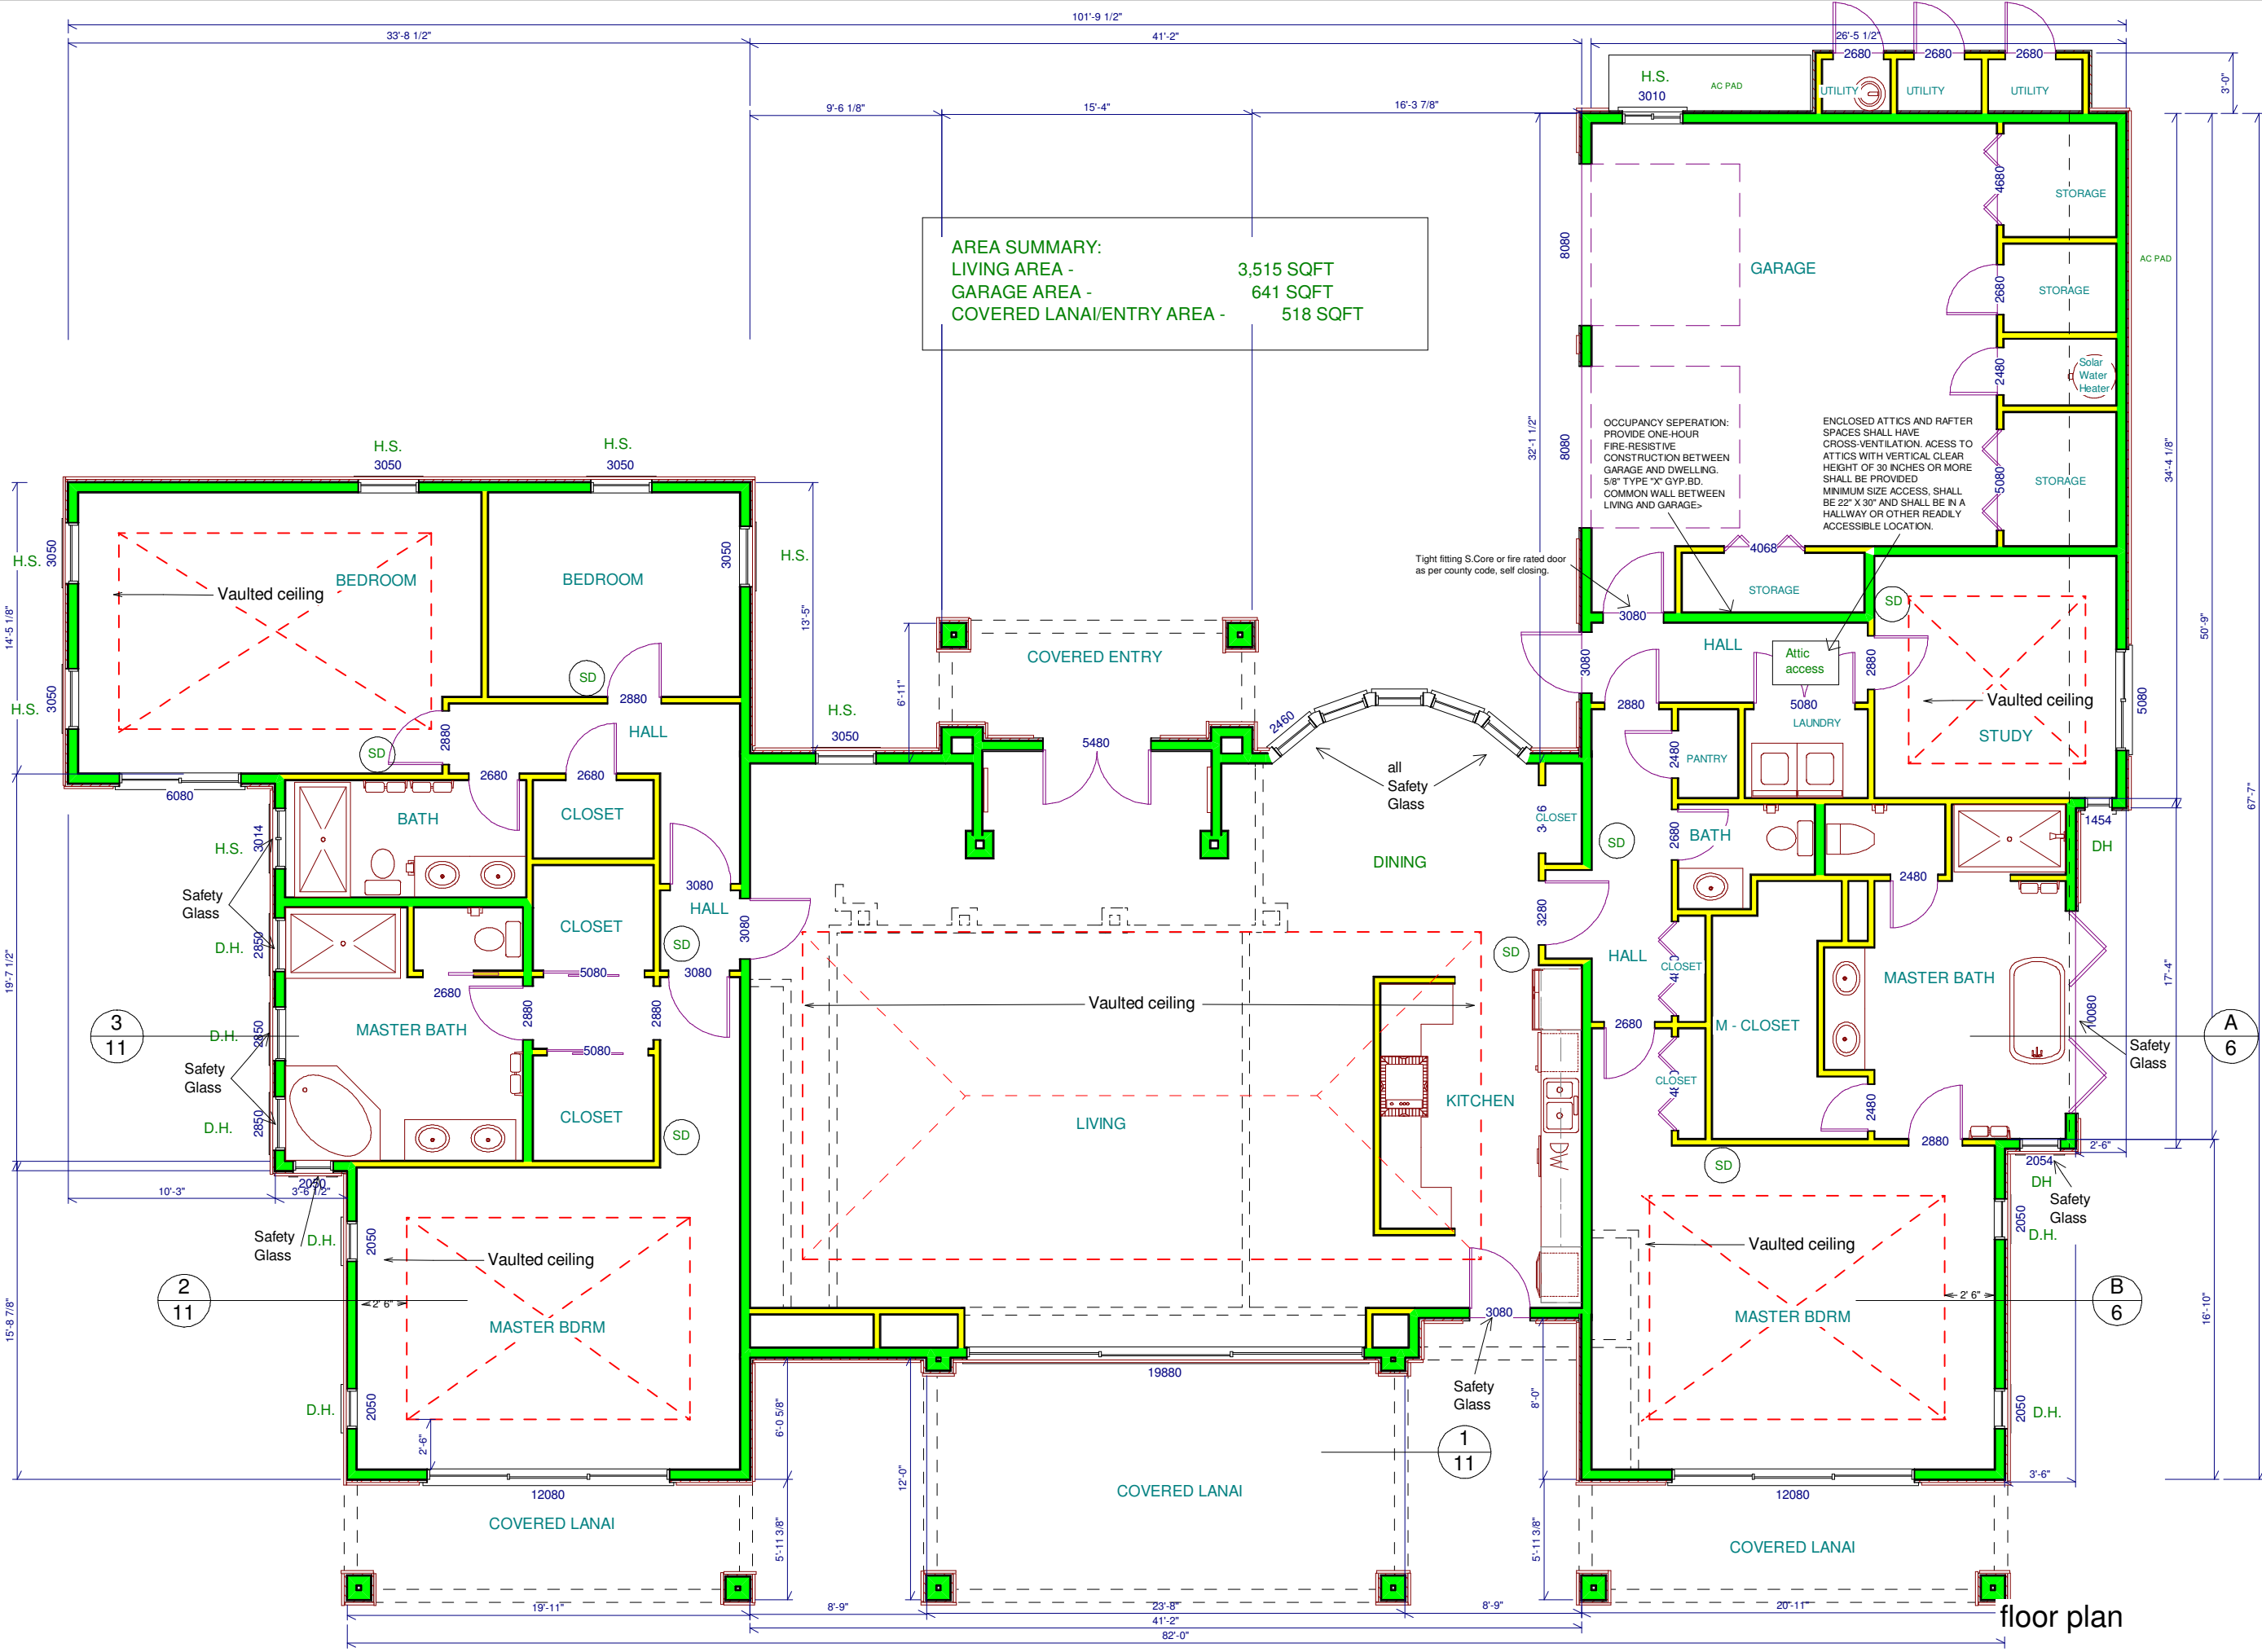 101'-9 1/2"
33'-8 1/2"
41'-2"
26'-5 1/2"
2680
2680
2680
3'-0"
H.S.
3010
AC PAD
UTILITY
UTILITY
UTILITY
9'-6 1/8"
15'-4"
16'-3 7/8"
AREA SUMMARY:
LIVING AREA - 3,515 SQFT
GARAGE AREA - 641 SQFT
COVERED LANAI/ENTRY AREA - 518 SQFT
4680
STORAGE
8080
GARAGE
AC PAD
2680
STORAGE
2480
Solar
Water
Heater
32'-1 1/2"
8080
OCCUPANCY SEPERATION:
PROVIDE ONE-HOUR
FIRE-RESISTIVE
CONSTRUCTION BETWEEN
GARAGE AND DWELLING.
5/8" TYPE "X" GYP.BD.
COMMON WALL BETWEEN
LIVING AND GARAGE>
ENCLOSED ATTICS AND RAFTER
SPACES SHALL HAVE
CROSS-VENTILATION. ACESS TO
ATTICS WITH VERTICAL CLEAR
HEIGHT OF 30 INCHES OR MORE
SHALL BE PROVIDED
MINIMUM SIZE ACCESS, SHALL
BE 22" X 30" AND SHALL BE IN A
HALLWAY OR OTHER READILY
ACCESSIBLE LOCATION.
5080
STORAGE
34'-4 1/8"
50'-9"
67'-7"
H.S.
3050
H.S.
3050
H.S.
3050
BEDROOM
Vaulted ceiling
BEDROOM
3050
H.S.
14'-5 1/8"
13'-5"
Tight fitting S.Core or fire rated door
as per county code, self closing.
4068
STORAGE
3080
SD
H.S.
3050
SD
2880
SD
2880
HALL
COVERED ENTRY
6'-11"
H.S.
3050
5480
2460
3080
HALL
Attic
access
2880
2880
5080
LAUNDRY
Vaulted ceiling
STUDY
5080
6080
2680
2680
all
Safety
Glass
2480
PANTRY
BATH
CLOSET
CLOSET
H.S.
3014
DINING
SD
2680
BATH
1454
DH
Safety
Glass
3080
HALL
2480
CLOSET
D.H.
2850
SD
3080
3280
SD
HALL
CLOSET
19'-7 1/2"
17'-4"
5080
3080
2680
MASTER BATH
2880
2880
Vaulted ceiling
2680
M - CLOSET
MASTER BATH
10080
3
11
D.H.
2850
A
6
5080
Safety
Glass
Safety
Glass
CLOSET
D.H.
2850
CLOSET
SD
LIVING
KITCHEN
2480
2880
2'-6"
2050
10'-3"
3'-6 1/2"
SD
2054
DH
Safety
Glass
Safety
Glass
D.H.
2050
Vaulted ceiling
Vaulted ceiling
2050
D.H.
2
11
2' 6"
MASTER BDRM
3080
2' 6"
MASTER BDRM
B
6
15'-8 7/8"
16'-10"
19880
Safety
Glass
D.H.
2050
2'-6"
6'-0 5/8"
12'-0"
8'-0"
2050
D.H.
1
11
12080
COVERED LANAI
COVERED LANAI
12080
3'-6"
COVERED LANAI
5'-11 3/8"
5'-11 3/8"
19'-11"
8'-9"
23'-8"
8'-9"
20'-11"
41'-2"
82'-0"
floor plan